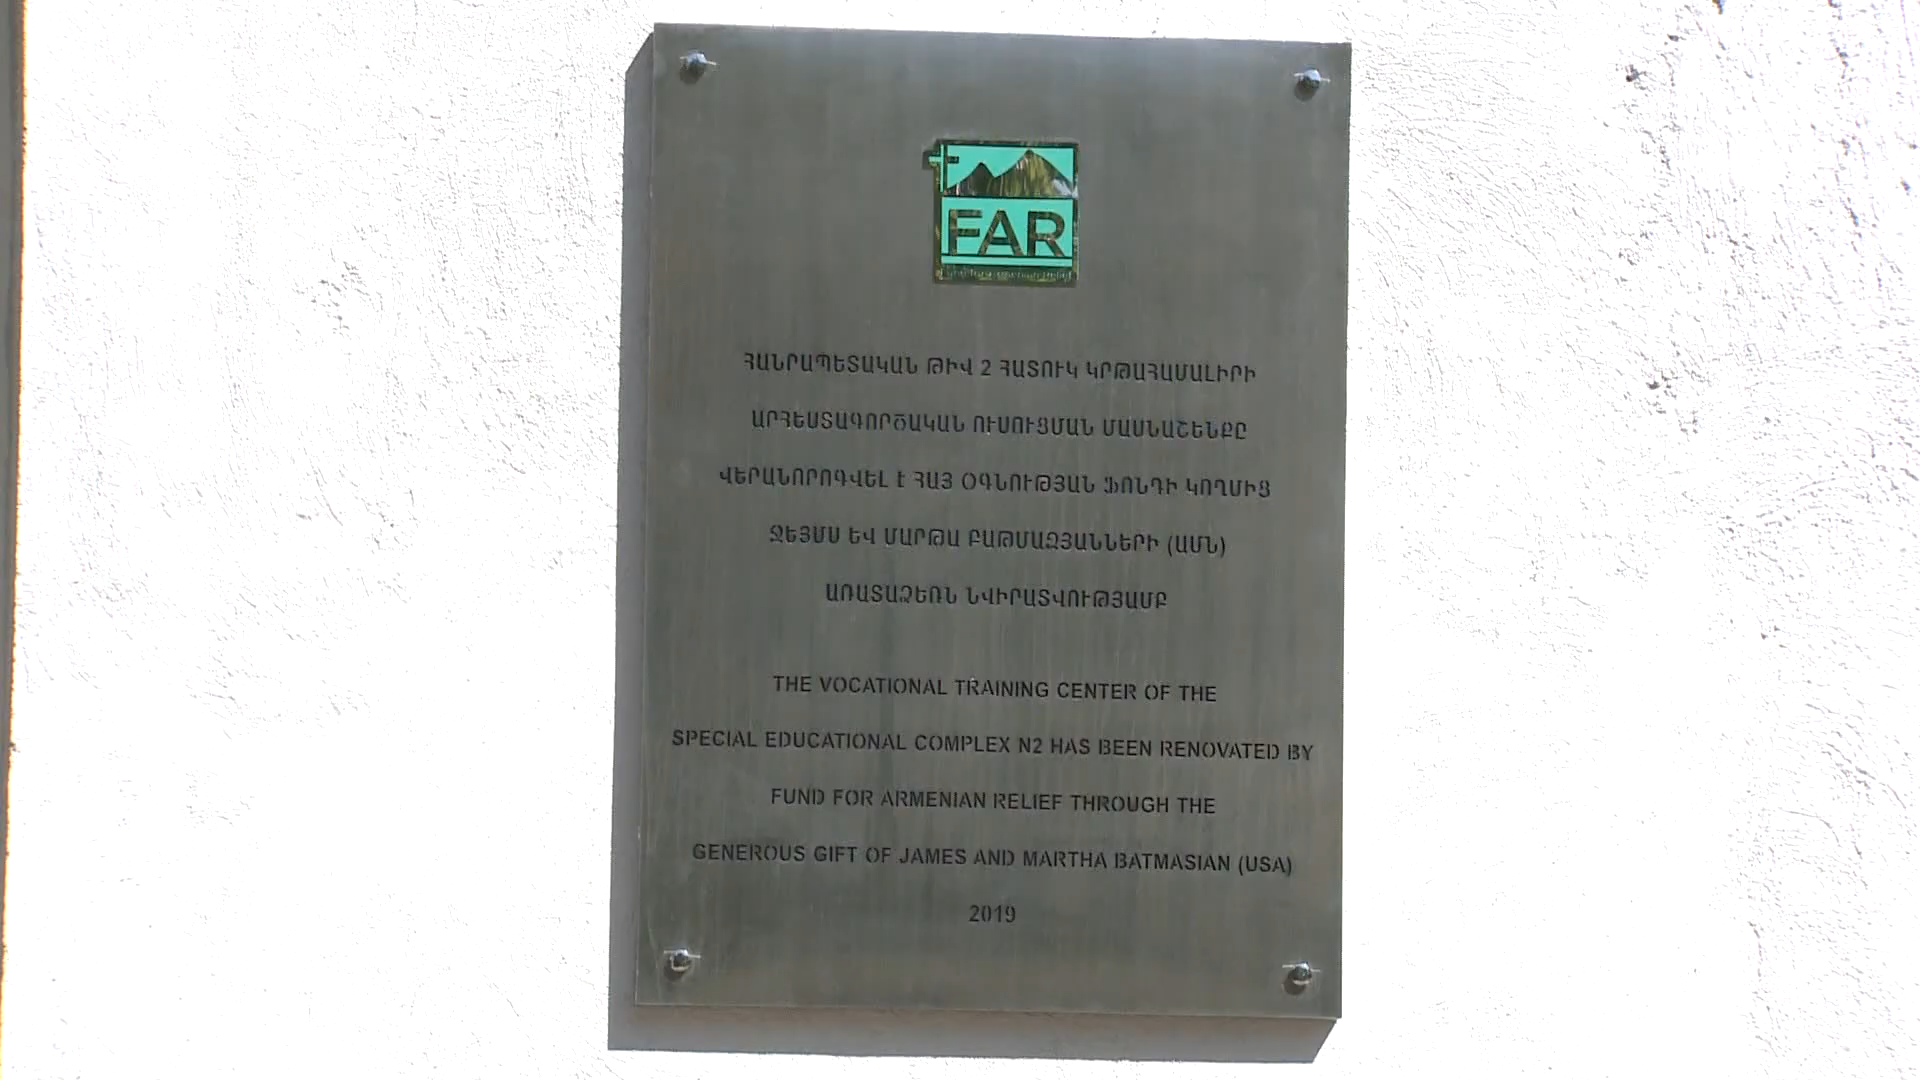 FAR
ՀԱՆՐԱՊԵՏԱԿԱՆ ԹԻՎ 2 ՀԱՏՈՒԿ ԿՐԹԱՀԱՄԱԼԻՐԻ
ԱՐՀԵՍՏԱԳՈՐԾԱԿԱՆ ՈՒՍՈՒՑՄԱՆ ՄԱՍՆԱՇԵՆՔԸ
ՎԵՐԱՆՈՐՈԳՎԵԼ Է ՀԱՅ ՕԳՆՈՒԹՅԱՆ ՖՈՆԴԻ ԿՈՂՄԻՑ
ՋԵՅՄՍ ԵՎ ՄԱՐԹԱ ԲԱԹՄԱԶՅԱՆՆԵՐԻ (ԱՄՆ)
ԱՌԱՏԱՁԵՌՆ ՆՎԻՐԱՏՎՈՒԹՅԱՄԲ
THE VOCATIONAL TRAINING CENTER OF THE
SPECIAL EDUCATIONAL COMPLEX N2 HAS BEEN RENOVATED BY
FUND FOR ARMENIAN RELIEF THROUGH THE
GENEROUS GIFT OF JAMES AND MARTHA BATMASIAN (USA)
2019